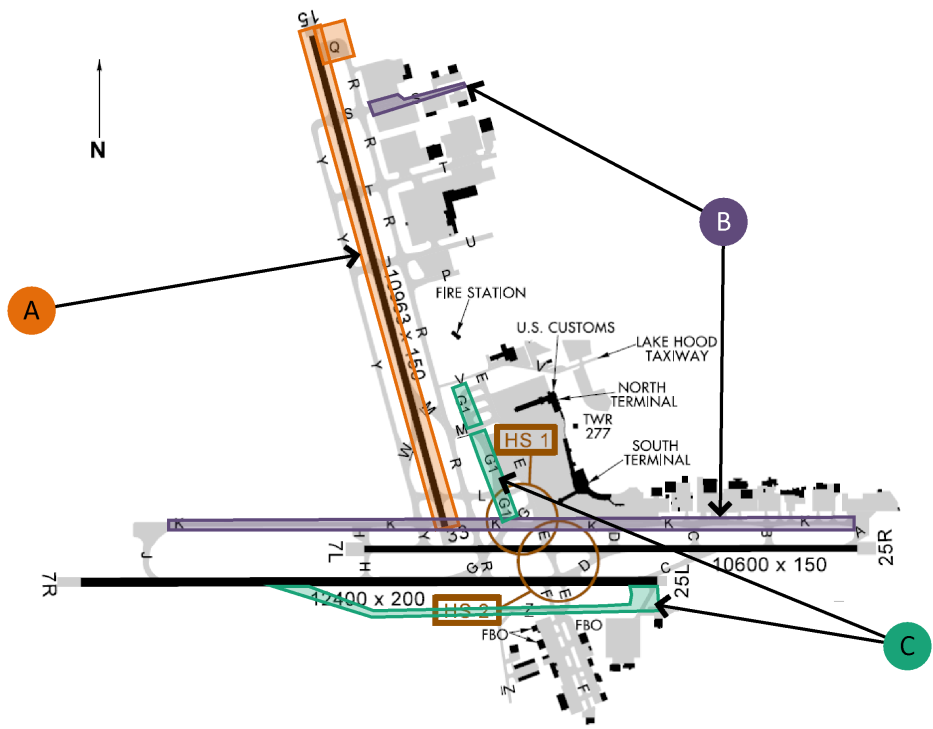 15
Q
R
S
S
R
Y
T
T
R
Y
U
P
FIRE STATION
10963 x 150
R
U.S. CUSTOMS
LAKE HOOD
TAXIWAY
Y
V
E
V
NORTH
TERMINAL
G1
M
M
TWR
277
HS 1
SOUTH
TERMINAL
M
R
G1
E
L
G1
G
K
K
K
K
K
K
A
J
Y
33
E
D
C
B
7L
25R
H
G
R
D
C
10600 x 150
7R
25L
12400 x 200
F
E
HS 2
Z
FBO
FBO
Z
F
N
A
B
C